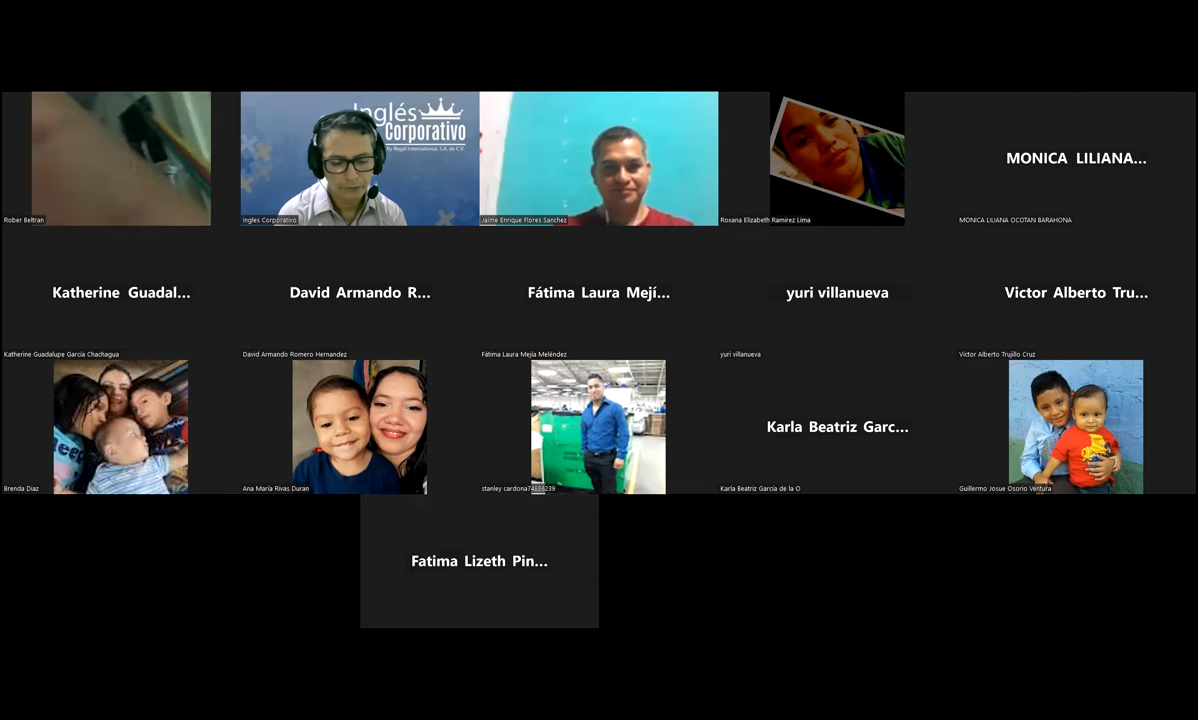 Inglés
Corporativo
By Regal International, S.A. de C.V.
MONICA LILIANA...
Rober Beltran
Ingles Corporativo
Jaime Enrique Flores Sanchez
Roxana Elizabeth Ramirez Lima
MONICA LILIANA OCOTAN BARAHONA
Katherine Guadal...
David Armando R...
Fátima Laura Mejí...
yuri villanueva
Victor Alberto Tru...
Katherine Guadalupe García Chachagua
David Armando Romero Hernandez
Fátima Laura Mejía Meléndez
yuri villanueva
Victor Alberto Trujillo Cruz
Karla Beatriz Garc...
Brenda Diaz
Ana María Rivas Duran
stanley cardona74886239
Karla Beatriz García de la O
Guillermo Josue Osorio Ventura
Fatima Lizeth Pin...